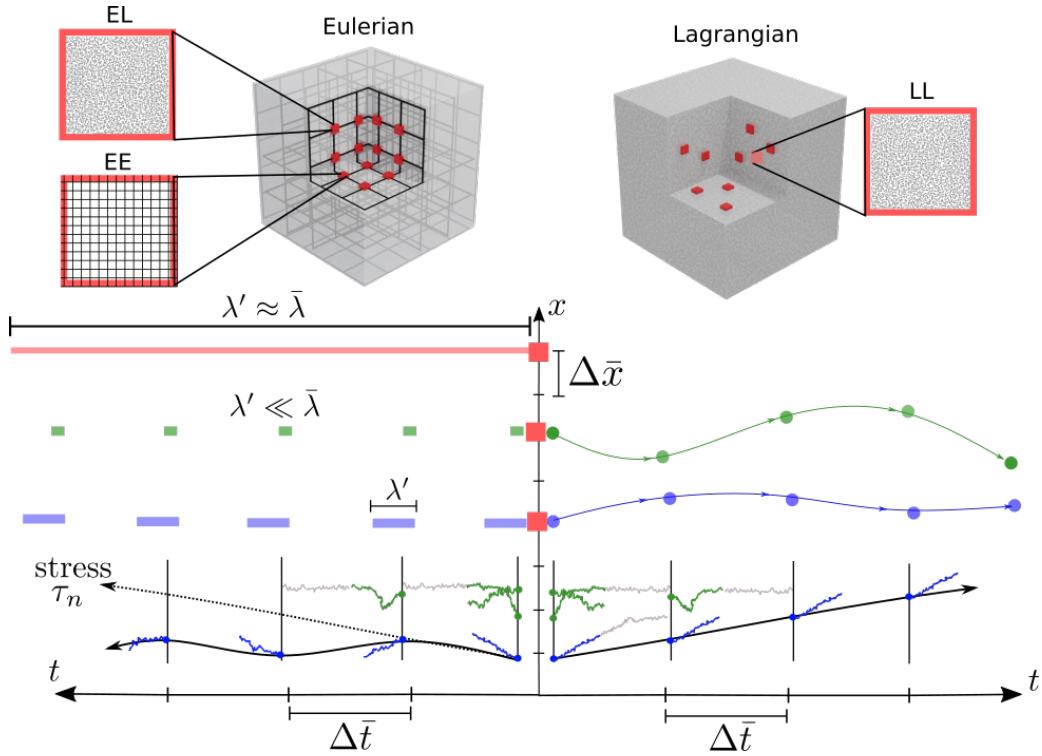 EL
Eulerian
Lagrangian
LL
EE
λ′ ≈ λ̄
x
Δx̄
λ′ ≪ λ̄
λ′
stress
τₙ
t
t
Δt̄
Δt̄